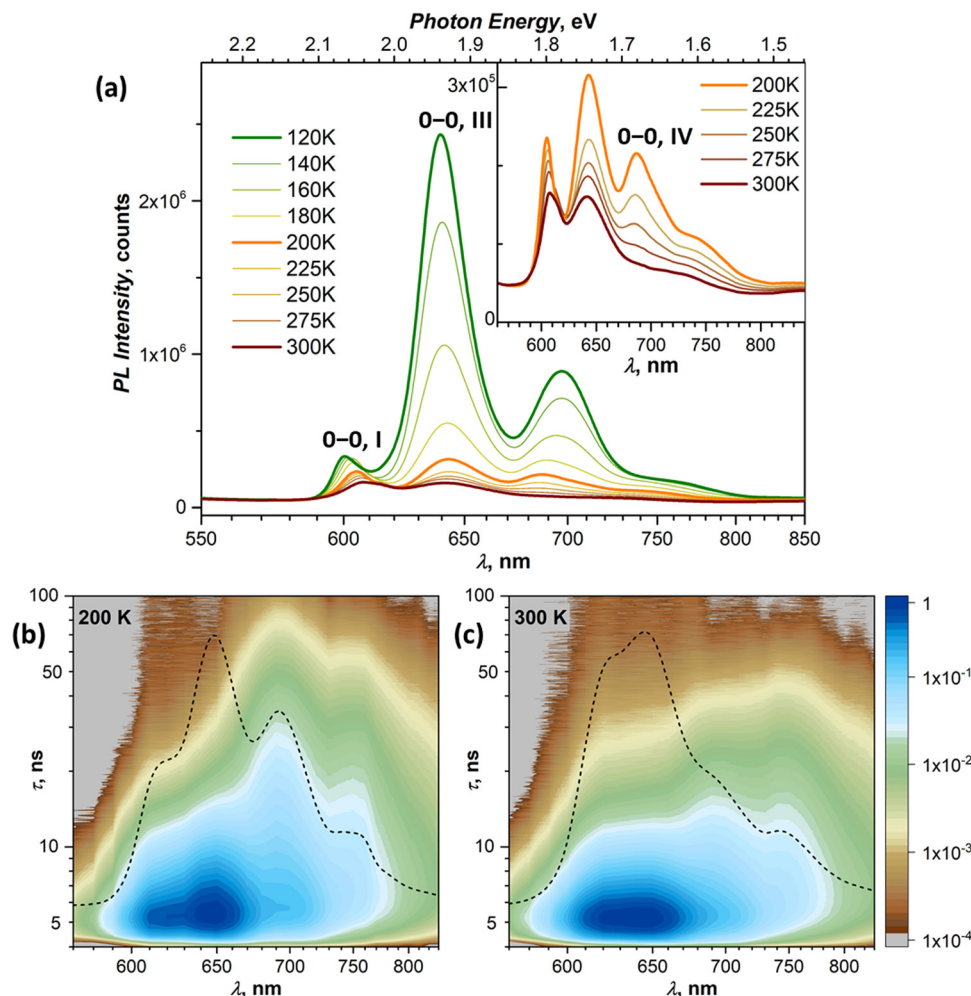 Photon Energy, eV
2.2 2.1 2.0 1.9 1.8 1.7 1.6 1.5
(a)
PL Intensity, counts
2x10⁶
1x10⁶
0
120K
140K
160K
180K
200K
225K
250K
275K
300K
0–0, I
0–0, III
3x10⁵
0
0–0, IV
200K
225K
250K
275K
300K
600 650 700 750 800
λ, nm
550 600 650 700 750 800 850
λ, nm
(b)
200 K
τ, ns
100
50
10
5
600 650 700 750 800
λ, nm
(c)
300 K
τ, ns
100
50
10
5
600 650 700 750 800
λ, nm
1
1x10⁻¹
1x10⁻²
1x10⁻³
1x10⁻⁴